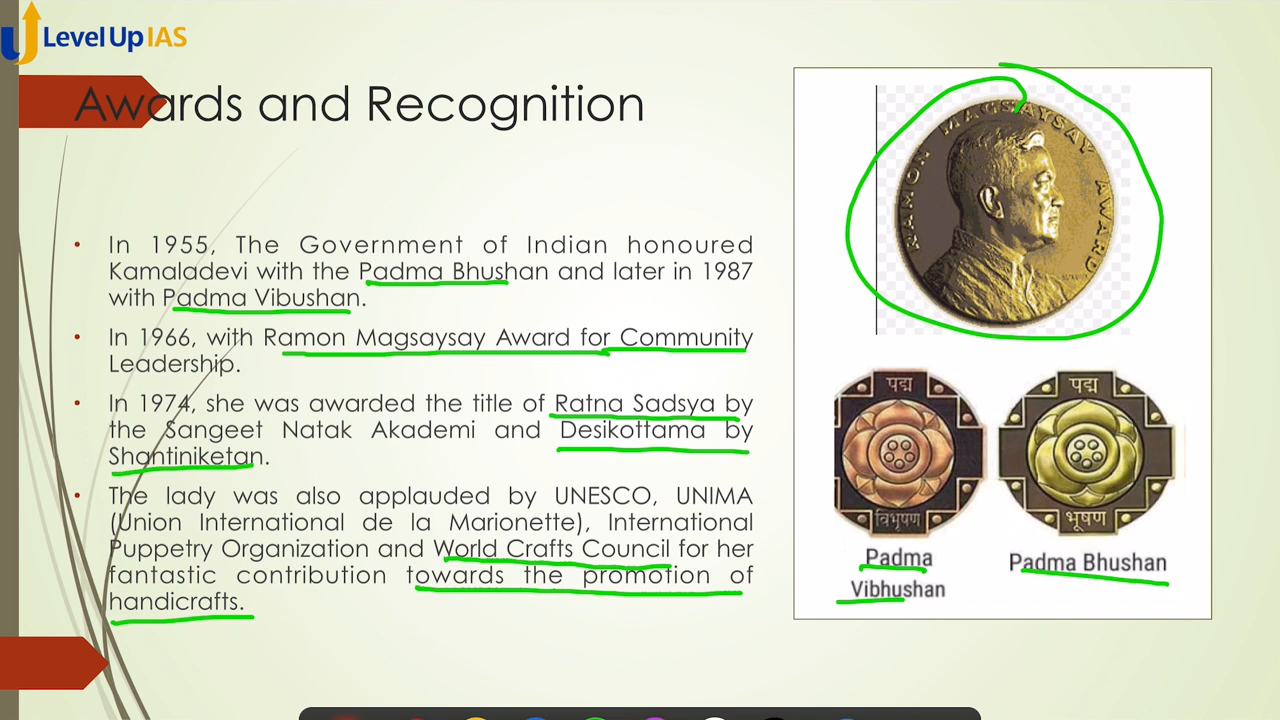 Level Up IAS
Awards and Recognition
• In 1955, The Government of Indian honoured
Kamaladevi with the Padma Bhushan and later in 1987
with Padma Vibushan.
• In 1966, with Ramon Magsaysay Award for Community
Leadership.
• In 1974, she was awarded the title of Ratna Sadsya by
the Sangeet Natak Akademi and Desikottama by
Shantiniketan.
• The lady was also applauded by UNESCO, UNIMA
(Union International de la Marionette), International
Puppetry Organization and World Crafts Council for her
fantastic contribution towards the promotion of
handicrafts.
RAMON MAGSAYSAY AWARD
पद्म
विभूषण
Padma
Vibhushan
पद्म
भूषण
Padma Bhushan